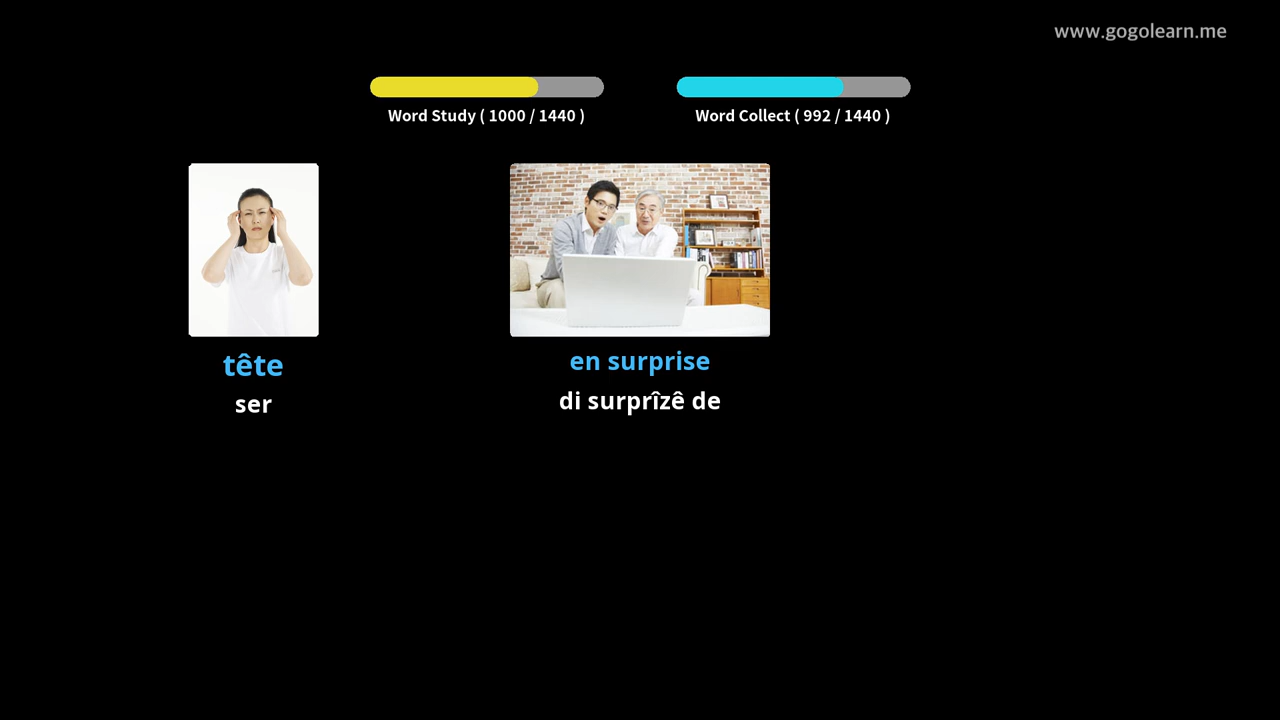 www.gogolearn.me
Word Study ( 1000 / 1440 )
Word Collect ( 992 / 1440 )
tête
ser
en surprise
di surprîzê de